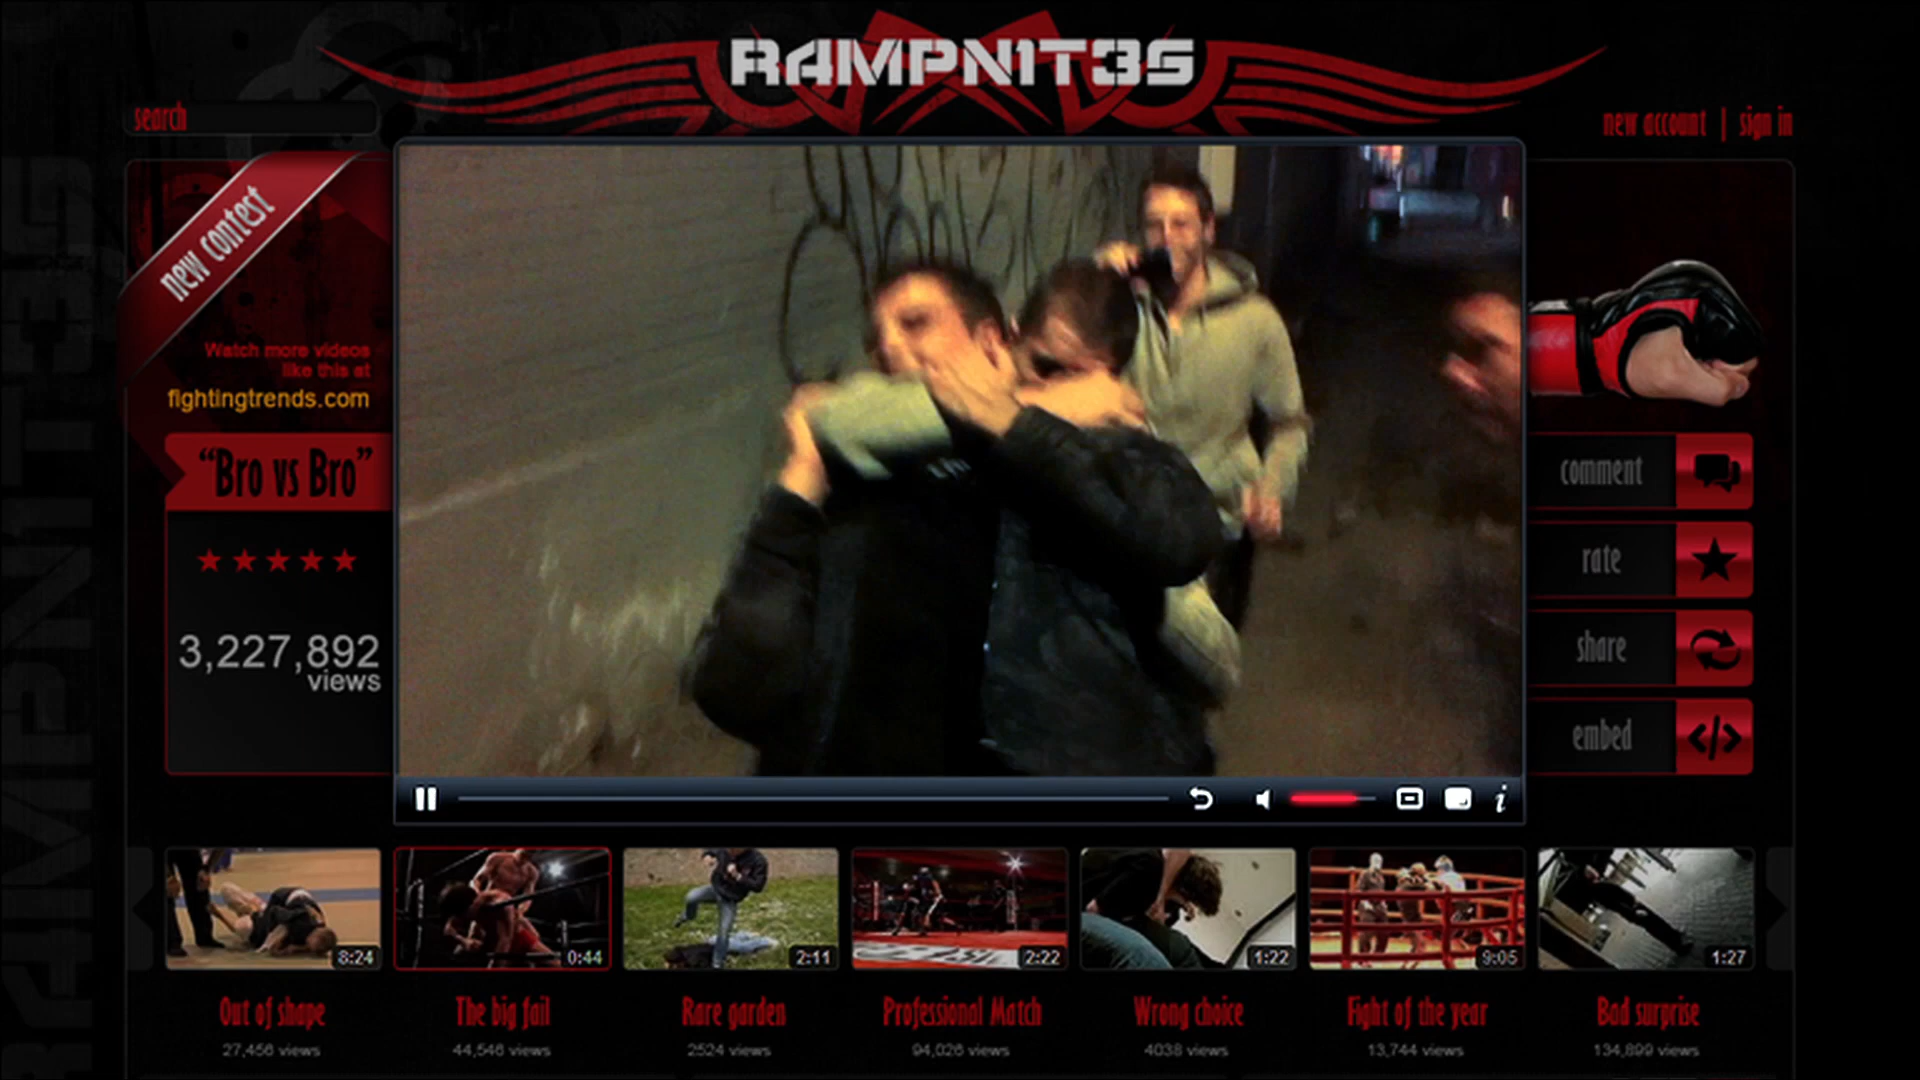 R4MPN1T3S
search
new account | sign in
new contest
Watch more videos
like this at
fightingtrends.com
“Bro vs Bro”
3,227,892
views
comment
rate
share
embed
8:24
0:44
2:11
2:22
1:22
9:05
1:27
Out of shape
The big fail
Rare garden
Professional Match
Wrong choice
Fight of the year
Bad surprise
27,456 views
44,546 views
2524 views
94,026 views
4038 views
13,744 views
134,899 views